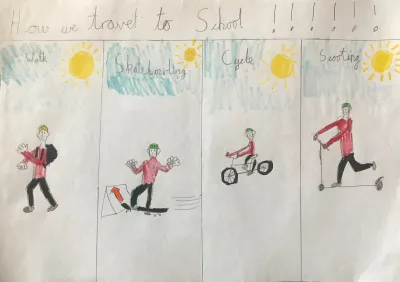 How we travel to School ! ! ! ! ! !
Walk
Skateboarding
Cycle
Scooting